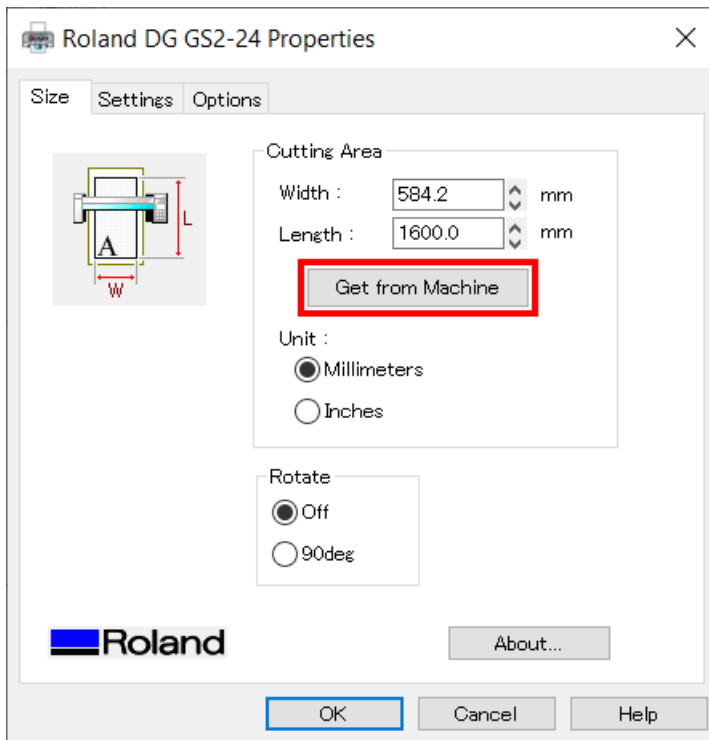 Roland DG GS2-24 Properties
Size Settings Options
Cutting Area
Width : 584.2 mm
Length : 1600.0 mm
Get from Machine
Unit :
Millimeters
Inches
L
A
W
Rotate
Off
90deg
Roland
About...
OK Cancel Help